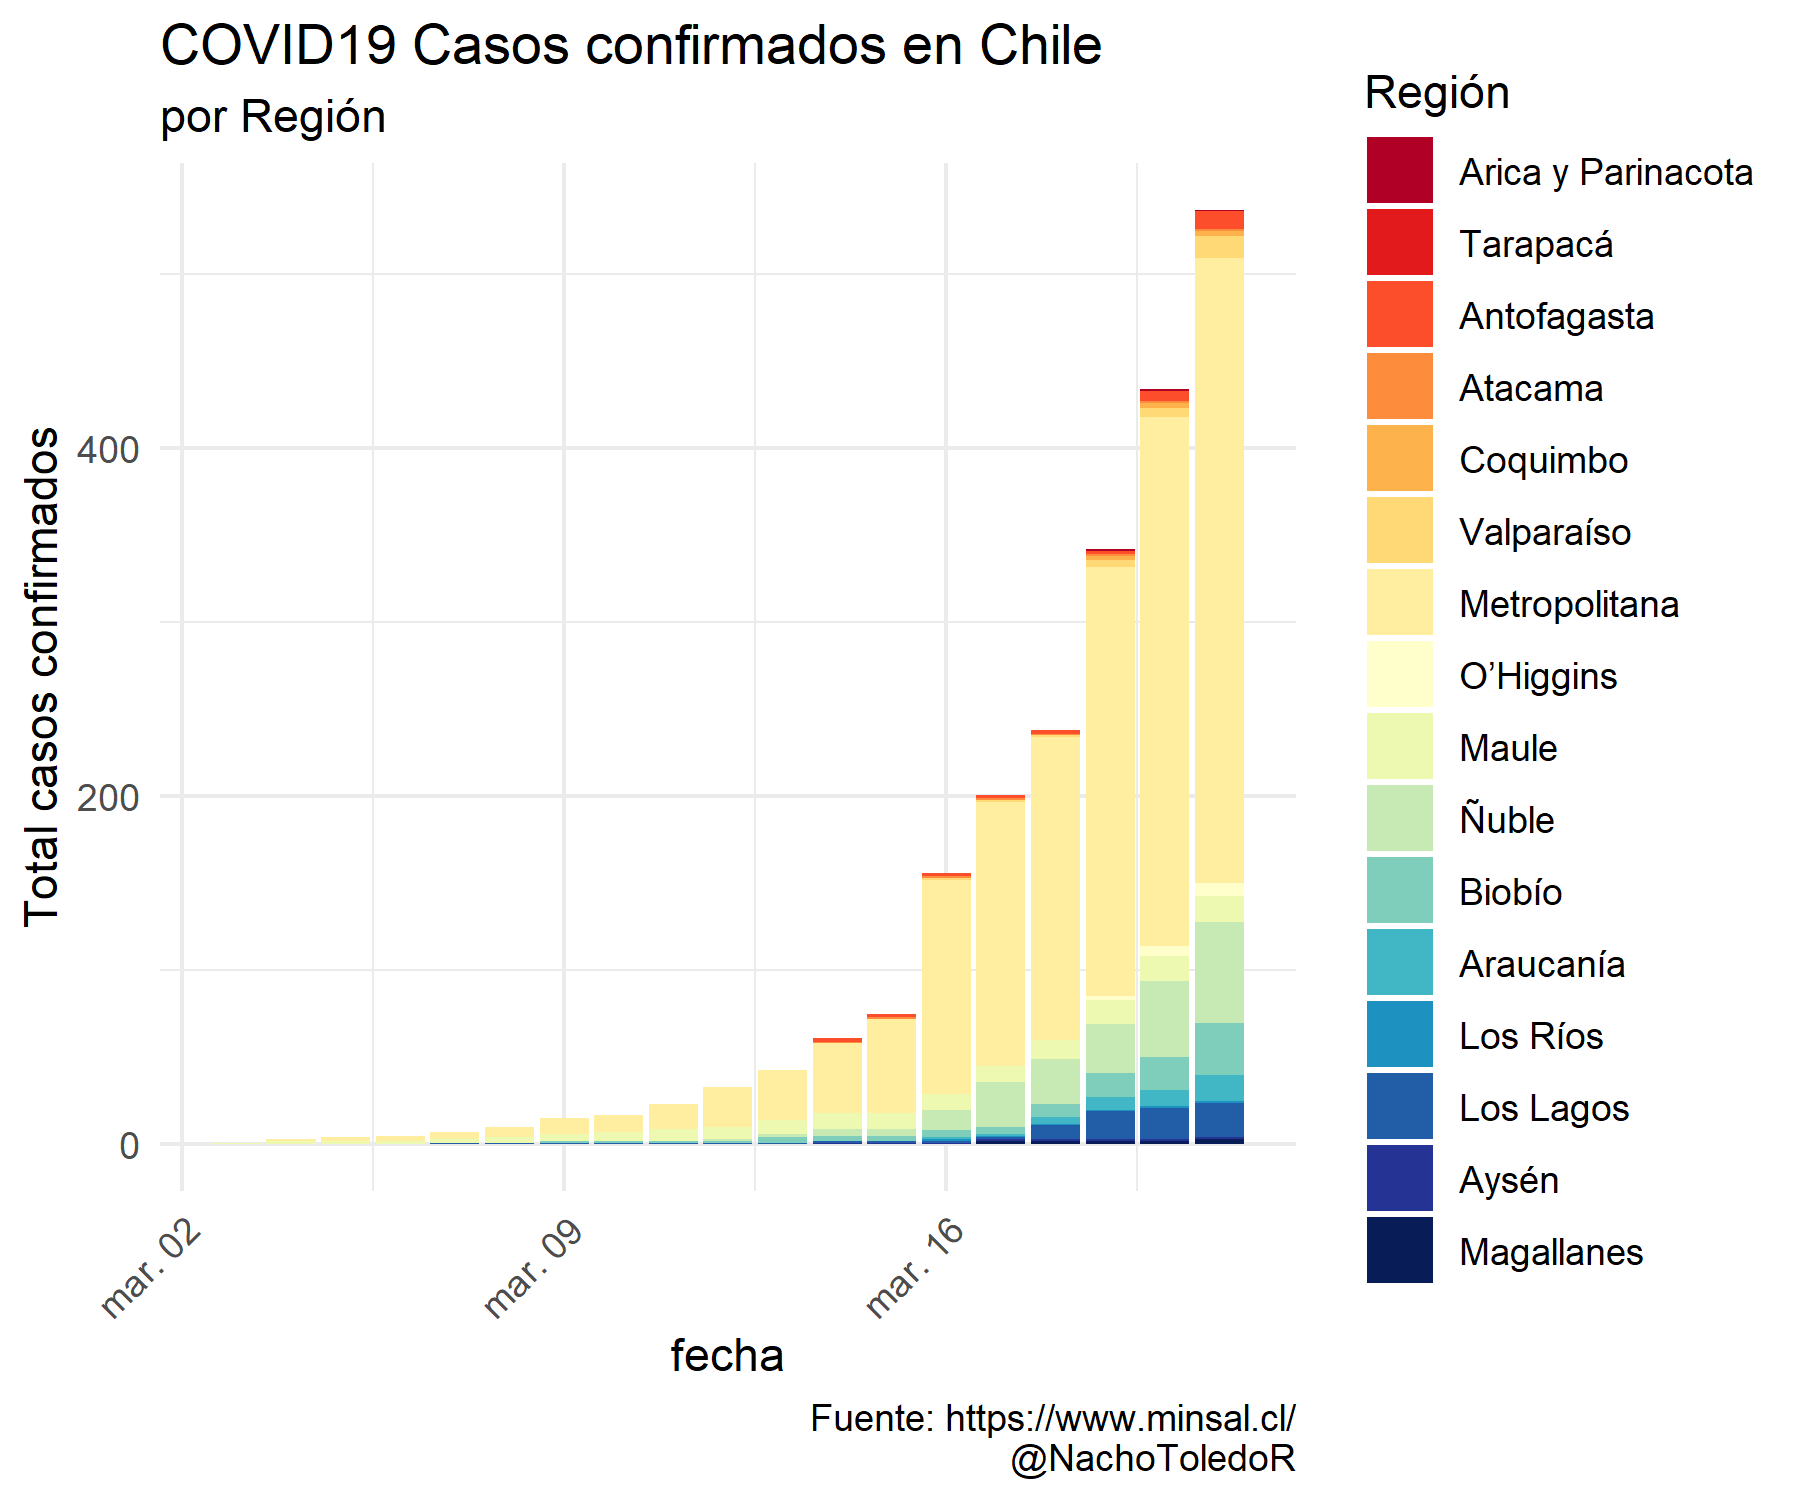 COVID19 Casos confirmados en Chile
por Región
Total casos confirmados
400
200
0
mar. 02
mar. 09
mar. 16
fecha
Región
Arica y Parinacota
Tarapacá
Antofagasta
Atacama
Coquimbo
Valparaíso
Metropolitana
O’Higgins
Maule
Ñuble
Biobío
Araucanía
Los Ríos
Los Lagos
Aysén
Magallanes
Fuente: https://www.minsal.cl/
@NachoToledoR